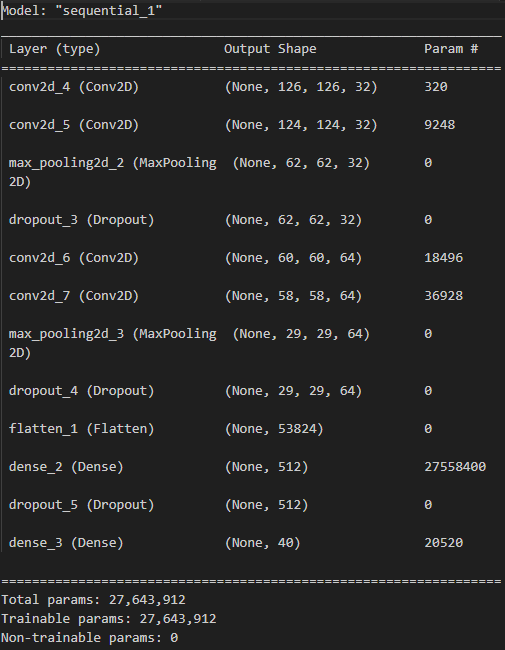 Model: "sequential_1"
Layer (type) Output Shape Param #
=================================================================
conv2d_4 (Conv2D) (None, 126, 126, 32) 320
conv2d_5 (Conv2D) (None, 124, 124, 32) 9248
max_pooling2d_2 (MaxPooling (None, 62, 62, 32) 0
2D)
dropout_3 (Dropout) (None, 62, 62, 32) 0
conv2d_6 (Conv2D) (None, 60, 60, 64) 18496
conv2d_7 (Conv2D) (None, 58, 58, 64) 36928
max_pooling2d_3 (MaxPooling (None, 29, 29, 64) 0
2D)
dropout_4 (Dropout) (None, 29, 29, 64) 0
flatten_1 (Flatten) (None, 53824) 0
dense_2 (Dense) (None, 512) 27558400
dropout_5 (Dropout) (None, 512) 0
dense_3 (Dense) (None, 40) 20520
=================================================================
Total params: 27,643,912
Trainable params: 27,643,912
Non-trainable params: 0